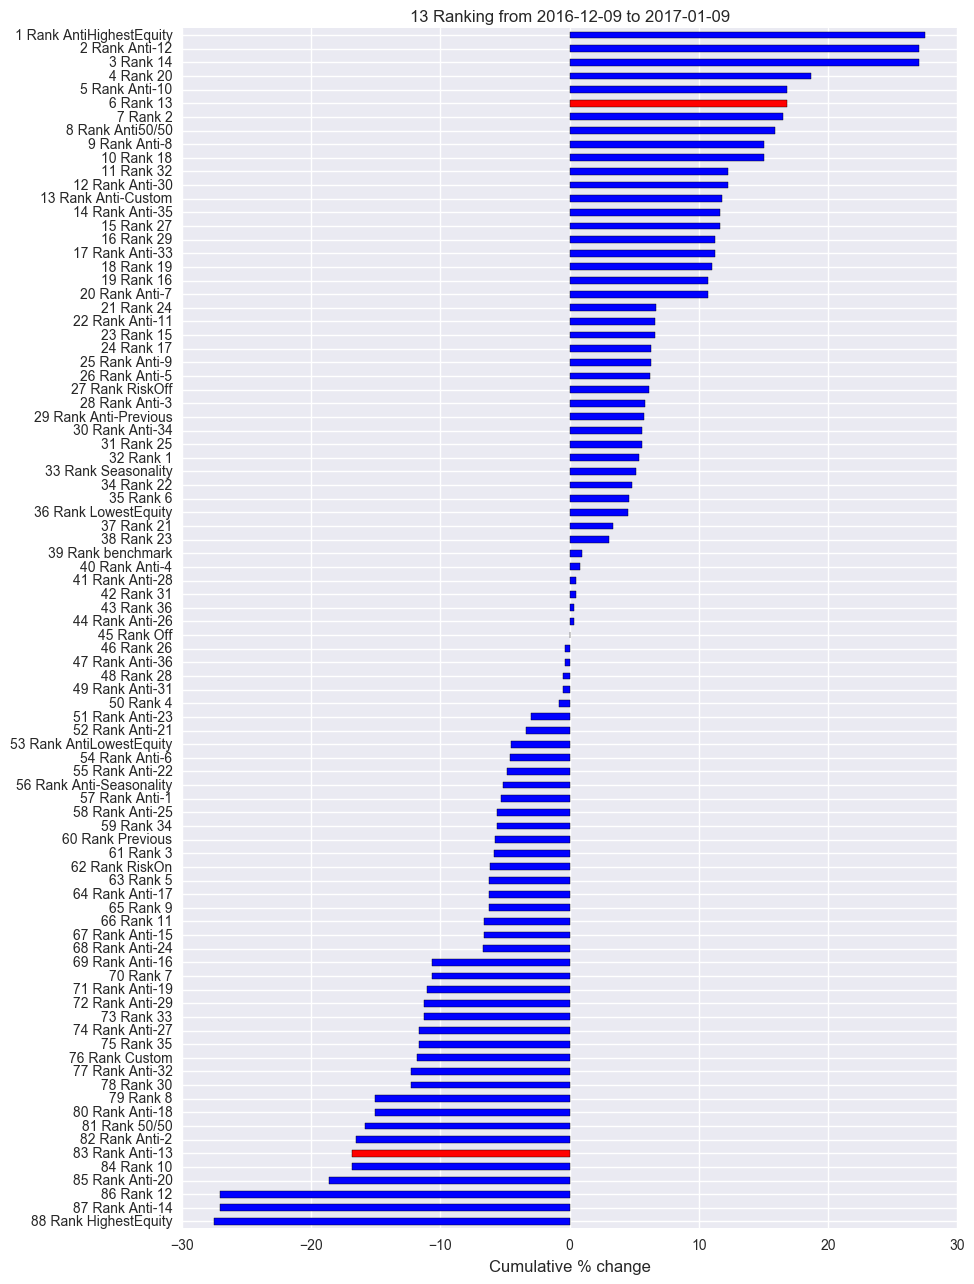 13 Ranking from 2016-12-09 to 2017-01-09
1 Rank AntiHighestEquity
2 Rank Anti-12
3 Rank 14
4 Rank 20
5 Rank Anti-10
6 Rank 13
7 Rank 2
8 Rank Anti50/50
9 Rank Anti-8
10 Rank 18
11 Rank 32
12 Rank Anti-30
13 Rank Anti-Custom
14 Rank Anti-35
15 Rank 27
16 Rank 29
17 Rank Anti-33
18 Rank 19
19 Rank 16
20 Rank Anti-7
21 Rank 24
22 Rank Anti-11
23 Rank 15
24 Rank 17
25 Rank Anti-9
26 Rank Anti-5
27 Rank RiskOff
28 Rank Anti-3
29 Rank Anti-Previous
30 Rank Anti-34
31 Rank 25
32 Rank 1
33 Rank Seasonality
34 Rank 22
35 Rank 6
36 Rank LowestEquity
37 Rank 21
38 Rank 23
39 Rank benchmark
40 Rank Anti-4
41 Rank Anti-28
42 Rank 31
43 Rank 36
44 Rank Anti-26
45 Rank Off
46 Rank 26
47 Rank Anti-36
48 Rank 28
49 Rank Anti-31
50 Rank 4
51 Rank Anti-23
52 Rank Anti-21
53 Rank AntiLowestEquity
54 Rank Anti-6
55 Rank Anti-22
56 Rank Anti-Seasonality
57 Rank Anti-1
58 Rank Anti-25
59 Rank 34
60 Rank Previous
61 Rank 3
62 Rank RiskOn
63 Rank 5
64 Rank Anti-17
65 Rank 9
66 Rank 11
67 Rank Anti-15
68 Rank Anti-24
69 Rank Anti-16
70 Rank 7
71 Rank Anti-19
72 Rank Anti-29
73 Rank 33
74 Rank Anti-27
75 Rank 35
76 Rank Custom
77 Rank Anti-32
78 Rank 30
79 Rank 8
80 Rank Anti-18
81 Rank 50/50
82 Rank Anti-2
83 Rank Anti-13
84 Rank 10
85 Rank Anti-20
86 Rank 12
87 Rank Anti-14
88 Rank HighestEquity
−30 −20 −10 0 10 20 30
Cumulative % change